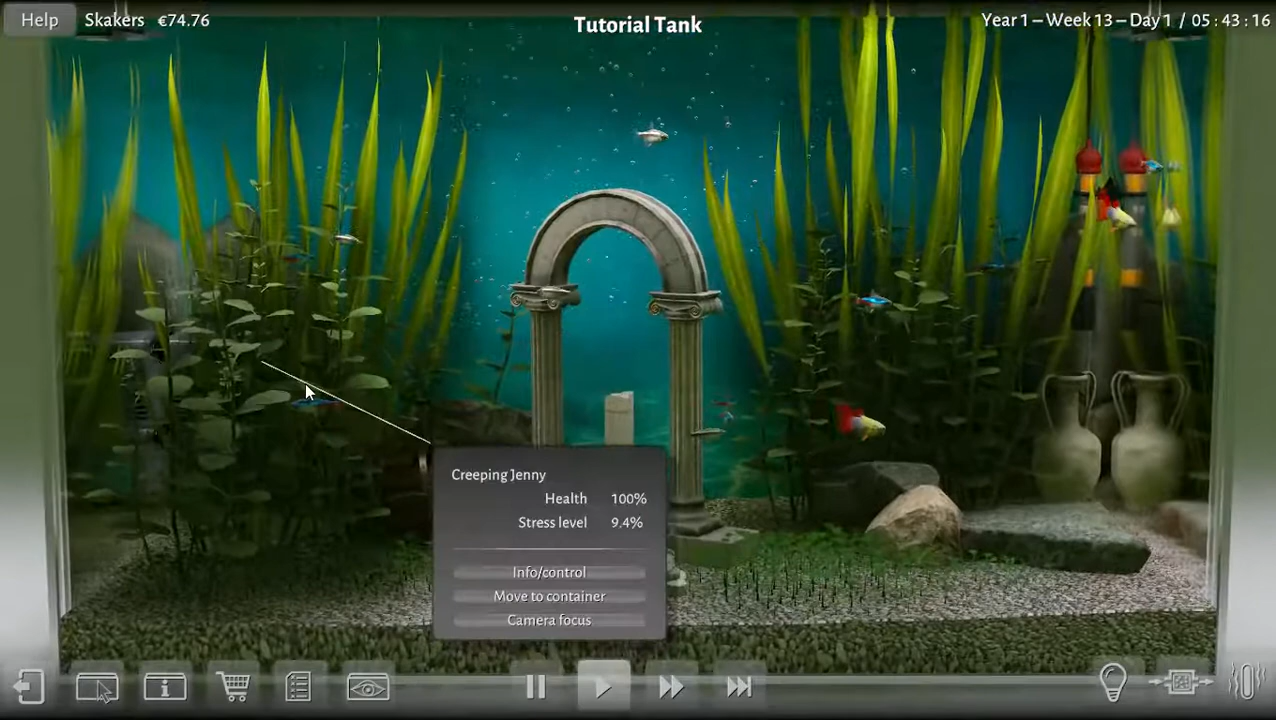 Help Skakers €74.76 Tutorial Tank Year 1 – Week 13 – Day 1 / 05 : 43 : 16
Creeping Jenny
Health 100%
Stress level 9.4%
Info/control
Move to container
Camera focus